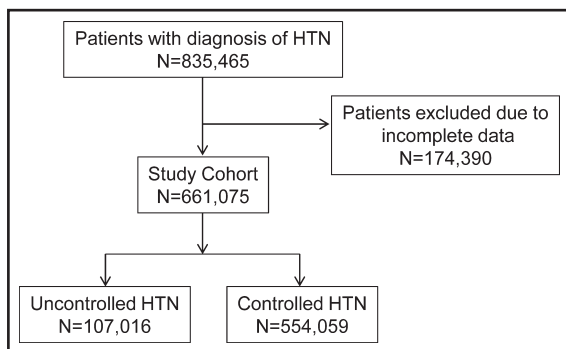 Patients with diagnosis of HTN
N=835,465
Patients excluded due to
incomplete data
N=174,390
Study Cohort
N=661,075
Uncontrolled HTN
N=107,016
Controlled HTN
N=554,059